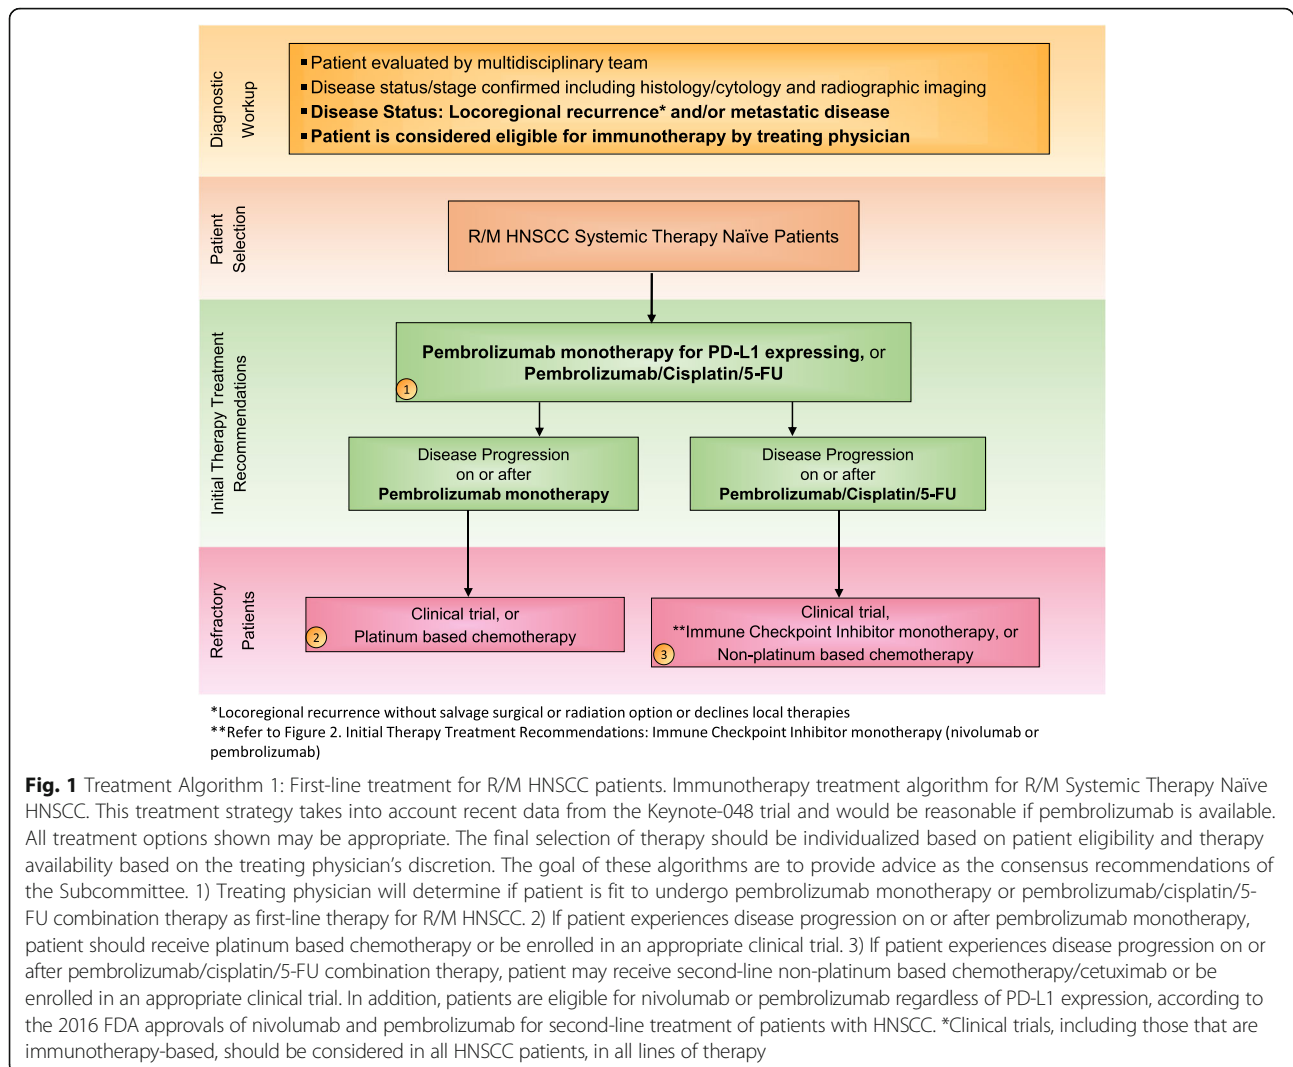 Diagnostic
Workup
▪Patient evaluated by multidisciplinary team
▪Disease status/stage confirmed including histology/cytology and radiographic imaging
▪Disease Status: Locoregional recurrence* and/or metastatic disease
▪Patient is considered eligible for immunotherapy by treating physician
Patient
Selection
R/M HNSCC Systemic Therapy Naïve Patients
Initial Therapy Treatment
Recommendations
Pembrolizumab monotherapy for PD-L1 expressing, or
Pembrolizumab/Cisplatin/5-FU
1
Disease Progression
on or after
Pembrolizumab monotherapy
Disease Progression
on or after
Pembrolizumab/Cisplatin/5-FU
Refractory
Patients
Clinical trial, or
Platinum based chemotherapy
2
Clinical trial,
**Immune Checkpoint Inhibitor monotherapy, or
Non-platinum based chemotherapy
3
*Locoregional recurrence without salvage surgical or radiation option or declines local therapies
**Refer to Figure 2. Initial Therapy Treatment Recommendations: Immune Checkpoint Inhibitor monotherapy (nivolumab or
pembrolizumab)
Fig. 1 Treatment Algorithm 1: First-line treatment for R/M HNSCC patients. Immunotherapy treatment algorithm for R/M Systemic Therapy Naïve
HNSCC. This treatment strategy takes into account recent data from the Keynote-048 trial and would be reasonable if pembrolizumab is available.
All treatment options shown may be appropriate. The final selection of therapy should be individualized based on patient eligibility and therapy
availability based on the treating physician's discretion. The goal of these algorithms are to provide advice as the consensus recommendations of
the Subcommittee. 1) Treating physician will determine if patient is fit to undergo pembrolizumab monotherapy or pembrolizumab/cisplatin/5-
FU combination therapy as first-line therapy for R/M HNSCC. 2) If patient experiences disease progression on or after pembrolizumab monotherapy,
patient should receive platinum based chemotherapy or be enrolled in an appropriate clinical trial. 3) If patient experiences disease progression on or
after pembrolizumab/cisplatin/5-FU combination therapy, patient may receive second-line non-platinum based chemotherapy/cetuximab or be
enrolled in an appropriate clinical trial. In addition, patients are eligible for nivolumab or pembrolizumab regardless of PD-L1 expression, according to
the 2016 FDA approvals of nivolumab and pembrolizumab for second-line treatment of patients with HNSCC. *Clinical trials, including those that are
immunotherapy-based, should be considered in all HNSCC patients, in all lines of therapy